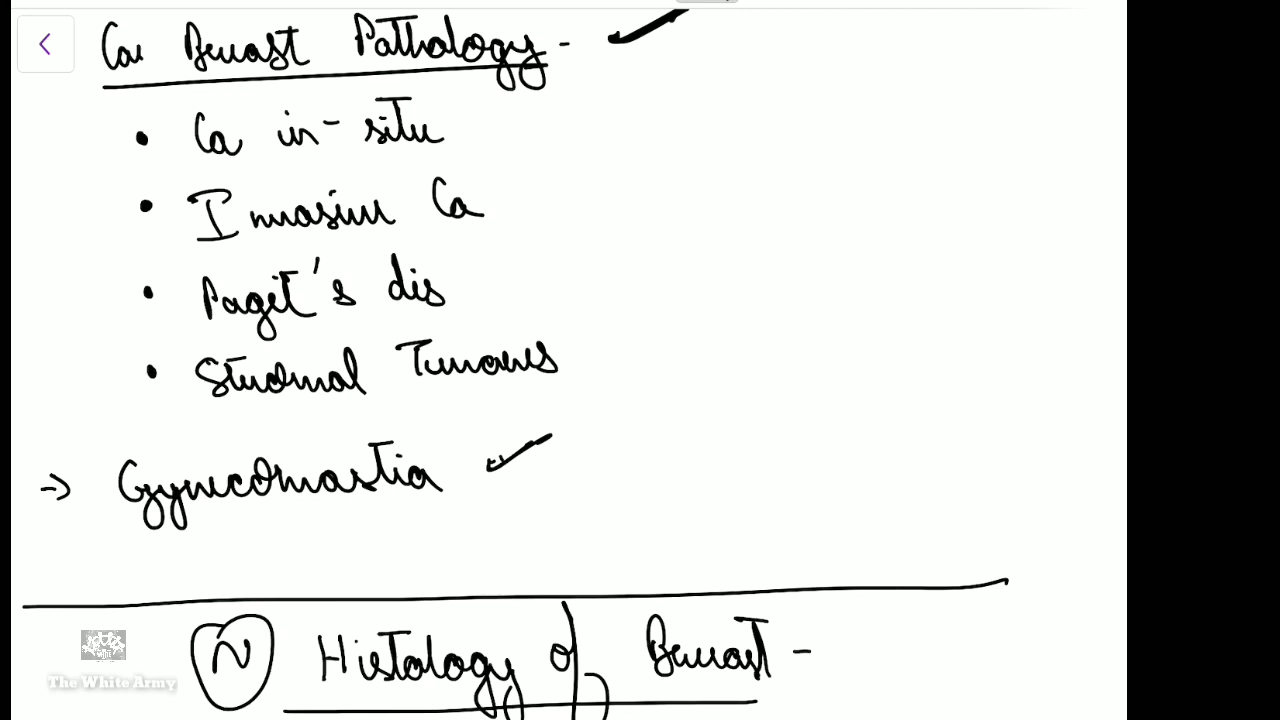 Ca Breast Pathology -
• Ca in-situ
• Invasive Ca
• Paget's dis
• Stromal Tumours
→ Gynecomastia
N Histology of Breast -
The White Army